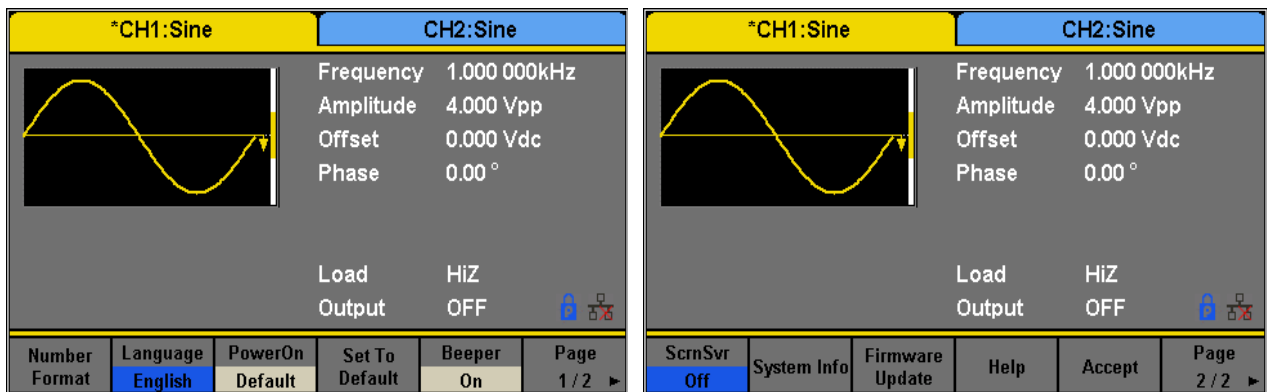 *CH1:Sine CH2:Sine
Frequency 1.000 000kHz
Amplitude 4.000 Vpp
Offset 0.000 Vdc
Phase 0.00 °
Load HiZ
Output OFF
P
Number Format
Language English
PowerOn Default
Set To Default
Beeper On
Page 1/2 ►
*CH1:Sine CH2:Sine
Frequency 1.000 000kHz
Amplitude 4.000 Vpp
Offset 0.000 Vdc
Phase 0.00 °
Load HiZ
Output OFF
P
ScrnSvr Off
System Info
Firmware Update
Help
Accept
Page 2/2 ►